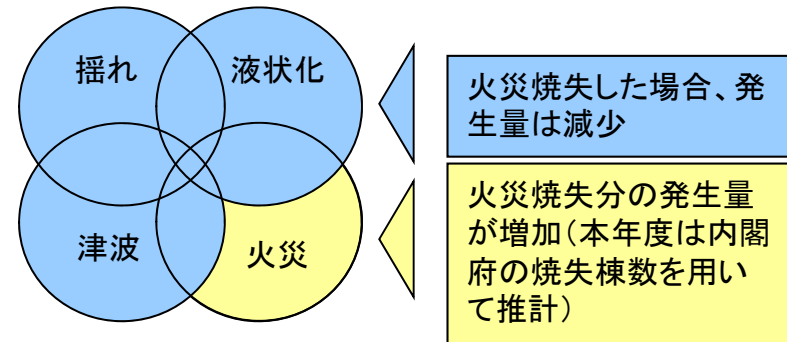 揺れ
液状化
津波
火災
火災焼失した場合、発
生量は減少
火災焼失分の発生量
が増加（本年度は内閣
府の焼失棟数を用い
て推計）